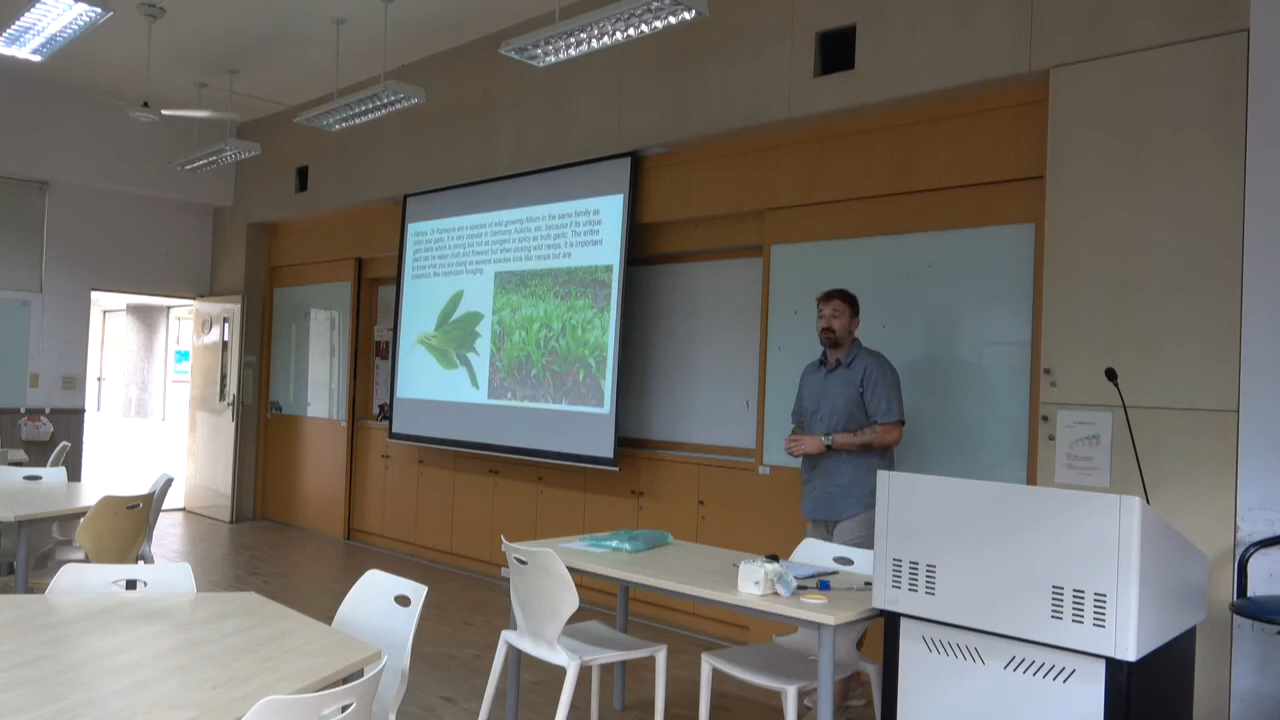 • Ramps, Or Ramsons are a species of wild growing Allium in the same family as
onion and garlic. It is very popular in Germany, Austria, etc. because if its unique
garlic taste which is strong but not as pungent or spicy as bulb garlic. The entire
plant can be eaten (bulb and flowers) but when picking wild ramps, it is important
to know what you are doing as several species look like ramps but are
poisonous, like mushroom foraging.